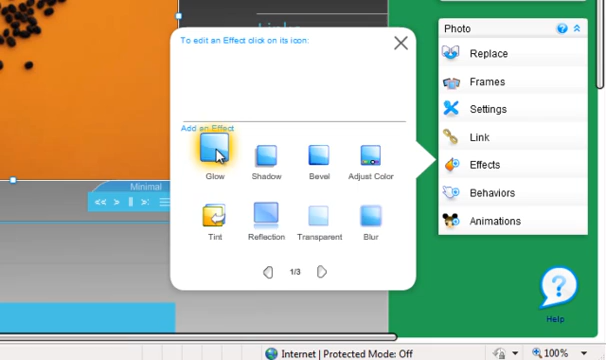 Links
To edit an Effect click on its icon:
Add an Effect
Glow
Shadow
Bevel
Adjust Color
Tint
Reflection
Transparent
Blur
1/3
Minimal
<< > || >:
Photo
?
Replace
Frames
Settings
Link
Effects
Behaviors
Animations
?
Help
Internet | Protected Mode: Off
100%